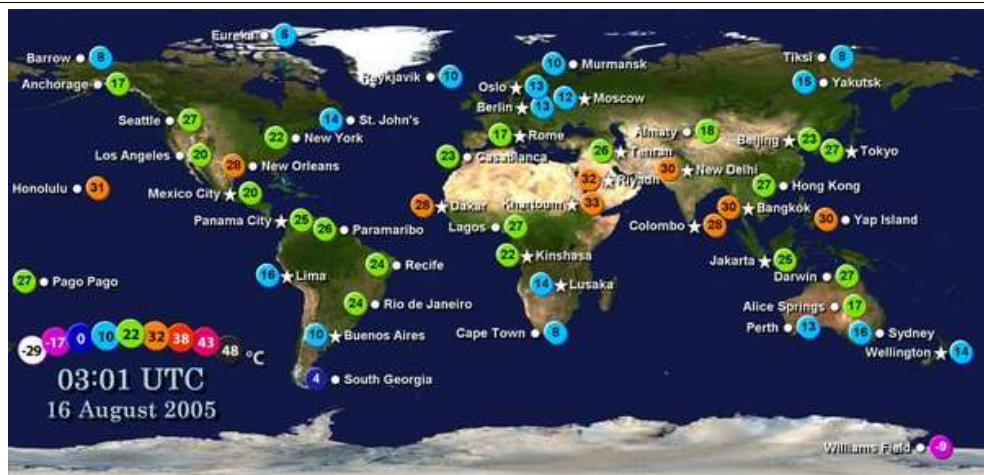 Eureka 6
Barrow 8
Tiksi 8
10 Murmansk
Reykjavik 10
Anchorage 17
15 Yakutsk
Oslo 13
12 Moscow
Berlin 13
Seattle 27
14 St. John's
22 New York
17 Rome
Almaty 18
Beijing 23
27 Tokyo
Los Angeles 20
28 New Orleans
23 Casablanca
26 Tehran
30 New Delhi
Honolulu 31
Mexico City 20
32 Riyadh
27 Hong Kong
28 Dakar
Khartoum 33
30 Bangkok
30 Yap Island
Panama City 25
26 Paramaribo
Lagos 27
Colombo 28
22 Kinshasa
Jakarta 25
24 Recife
27 Pago Pago
16 Lima
14 Lusaka
Darwin 27
24 Rio de Janeiro
Alice Springs 17
10 Buenos Aires
Cape Town 8
Perth 13
16 Sydney
Wellington 14
-29 -17 0 10 22 32 38 43 48 °C
03:01 UTC
4 South Georgia
16 August 2005
Williams Field -9